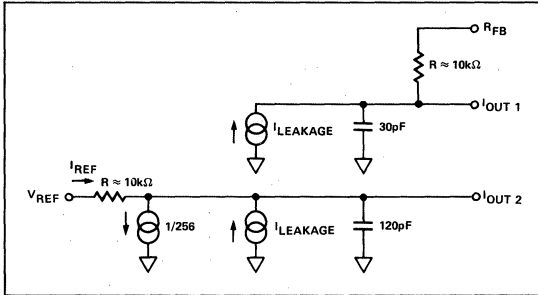 R_FB
R ≈ 10kΩ
I_OUT 1
I_LEAKAGE
30pF
I_REF
R ≈ 10kΩ
V_REF
I_OUT 2
1/256
I_LEAKAGE
120pF